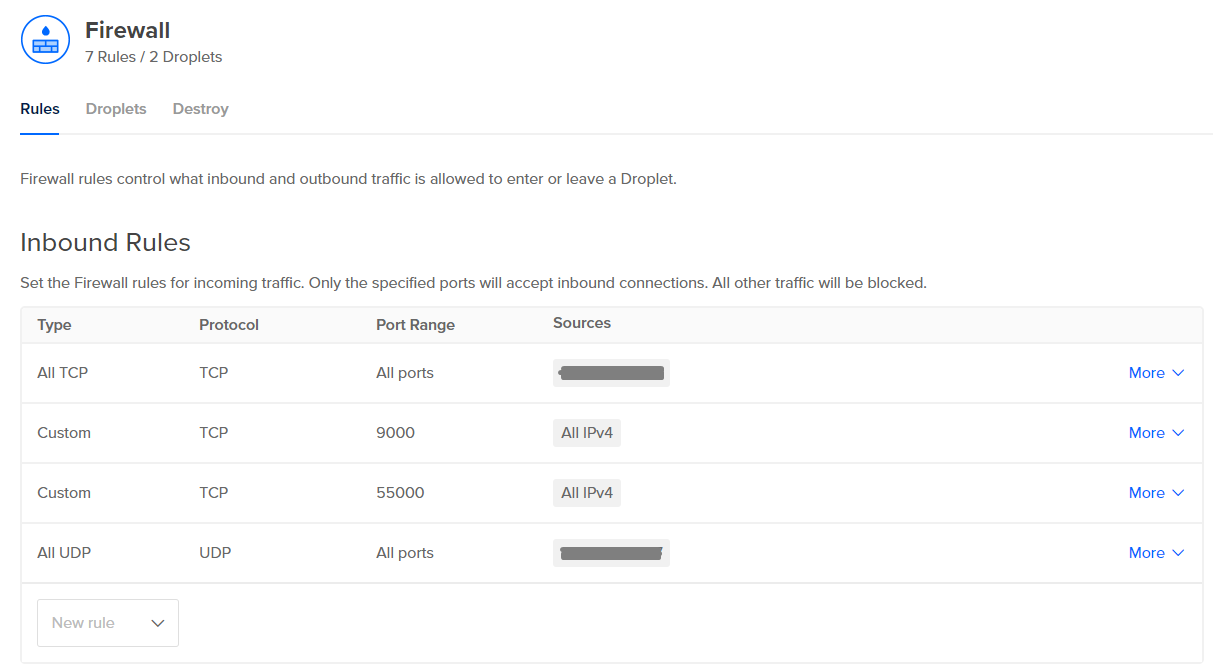 Firewall
7 Rules / 2 Droplets
Rules Droplets Destroy
Firewall rules control what inbound and outbound traffic is allowed to enter or leave a Droplet.
Inbound Rules
Set the Firewall rules for incoming traffic. Only the specified ports will accept inbound connections. All other traffic will be blocked.
Type Protocol Port Range Sources
All TCP TCP All ports More
Custom TCP 9000 All IPv4 More
Custom TCP 55000 All IPv4 More
All UDP UDP All ports More
New rule